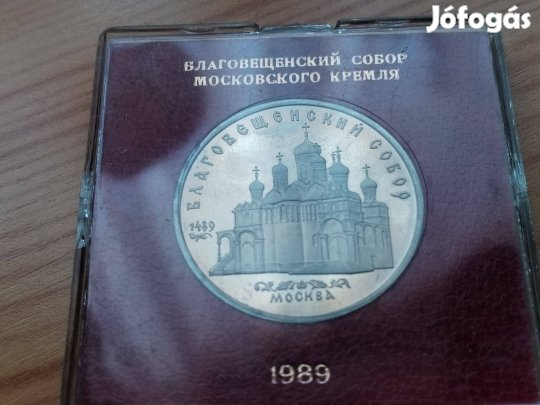 Jófogás
БЛАГОВЕЩЕНСКИЙ СОБОР
МОСКОВСКОГО КРЕМЛЯ
БЛАГОВЕЩЕНСКИЙ СОБОР
1489
МОСКВА
1989